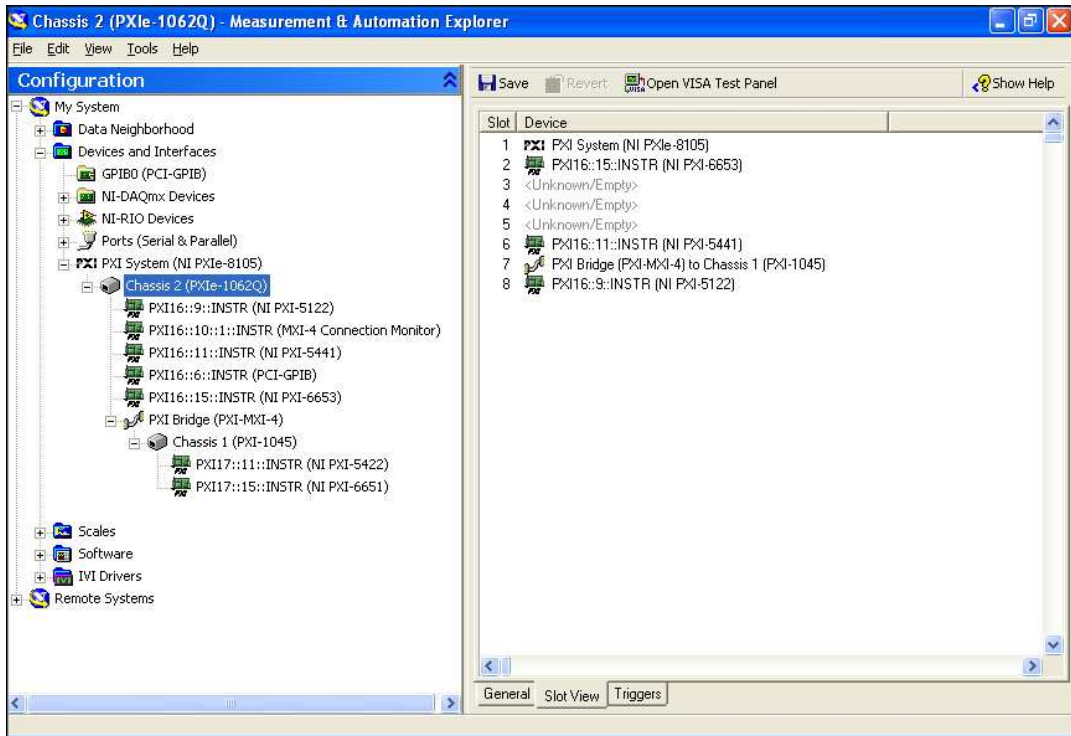 Chassis 2 (PXIe-1062Q) - Measurement & Automation Explorer
File Edit View Tools Help
Configuration
My System
Data Neighborhood
Devices and Interfaces
GPIB0 (PCI-GPIB)
NI-DAQmx Devices
NI-RIO Devices
Ports (Serial & Parallel)
PXI PXI System (NI PXIe-8105)
Chassis 2 (PXIe-1062Q)
PXI16::9::INSTR (NI PXI-5122)
PXI16::10::1::INSTR (MXI-4 Connection Monitor)
PXI16::11::INSTR (NI PXI-5441)
PXI16::6::INSTR (PCI-GPIB)
PXI16::15::INSTR (NI PXI-6653)
PXI Bridge (PXI-MXI-4)
Chassis 1 (PXI-1045)
PXI17::11::INSTR (NI PXI-5422)
PXI17::15::INSTR (NI PXI-6651)
Scales
Software
IVI Drivers
Remote Systems
Save Revert Open VISA Test Panel Show Help
Slot Device
1 PXI PXI System (NI PXIe-8105)
2 PXI16::15::INSTR (NI PXI-6653)
3 <Unknown/Empty>
4 <Unknown/Empty>
5 <Unknown/Empty>
6 PXI16::11::INSTR (NI PXI-5441)
7 PXI Bridge (PXI-MXI-4) to Chassis 1 (PXI-1045)
8 PXI16::9::INSTR (NI PXI-5122)
General Slot View Triggers